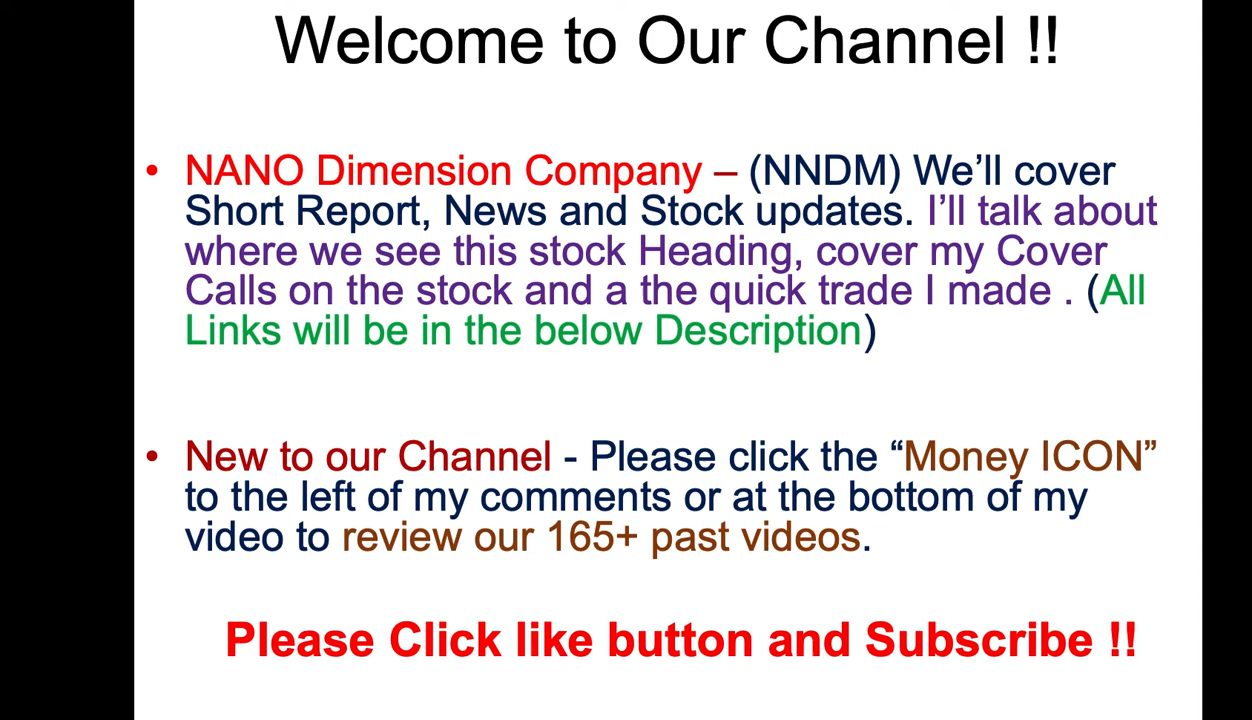 Welcome to Our Channel !!
• NANO Dimension Company – (NNDM) We’ll cover
Short Report, News and Stock updates. I’ll talk about
where we see this stock Heading, cover my Cover
Calls on the stock and a the quick trade I made . (All
Links will be in the below Description)
• New to our Channel - Please click the “Money ICON”
to the left of my comments or at the bottom of my
video to review our 165+ past videos.
Please Click like button and Subscribe !!